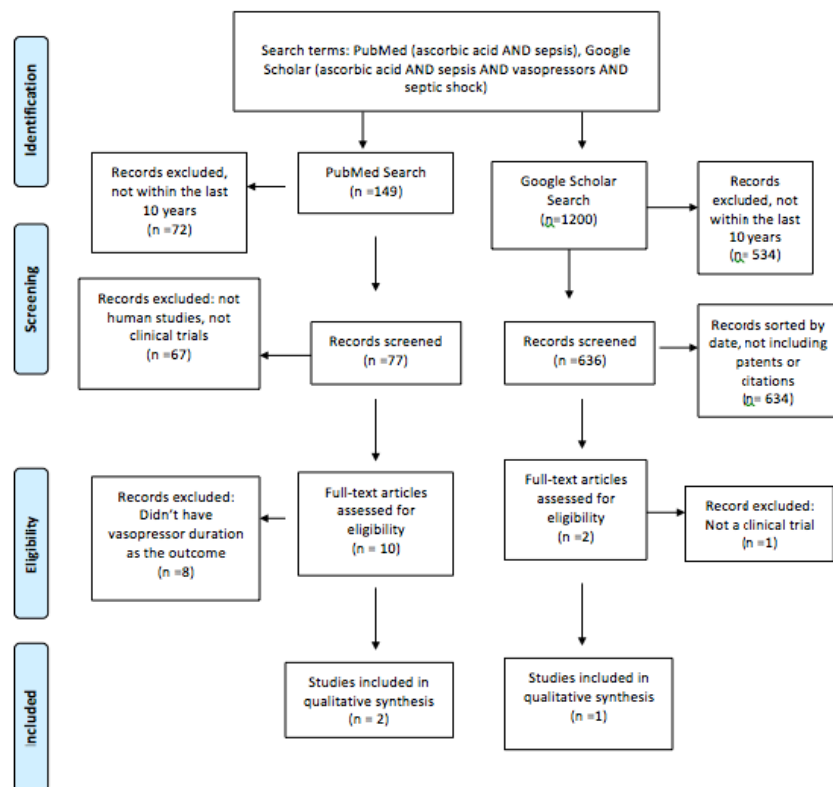 Search terms: PubMed (ascorbic acid AND sepsis), Google
Scholar (ascorbic acid AND sepsis AND vasopressors AND
septic shock)
Identification
Records excluded,
not within the last
10 years
(n =72)
PubMed Search
(n =149)
Google Scholar
Search
(n=1200)
Records
excluded, not
within the last
10 years
(n= 534)
Screening
Records excluded: not
human studies, not
clinical trials
(n =67)
Records screened
(n =77)
Records screened
(n =636)
Records sorted by
date, not including
patents or
citations
(n= 634)
Eligibility
Records excluded:
Didn't have
vasopressor duration
as the outcome
(n =8)
Full-text articles
assessed for
eligibility
(n = 10)
Full-text articles
assessed for
eligibility
(n =2)
Record excluded:
Not a clinical trial
(n =1)
Included
Studies included in
qualitative synthesis
(n = 2)
Studies included in
qualitative synthesis
(n =1)